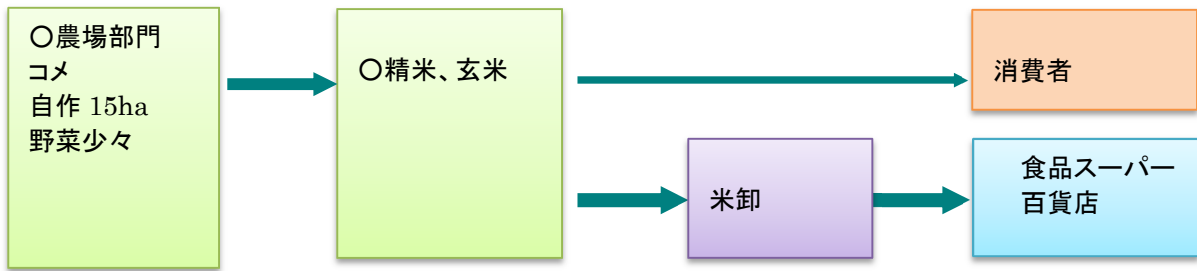 〇農場部門
コメ
自作 15ha
野菜少々
〇精米、玄米
消費者
米卸
食品スーパー
百貨店